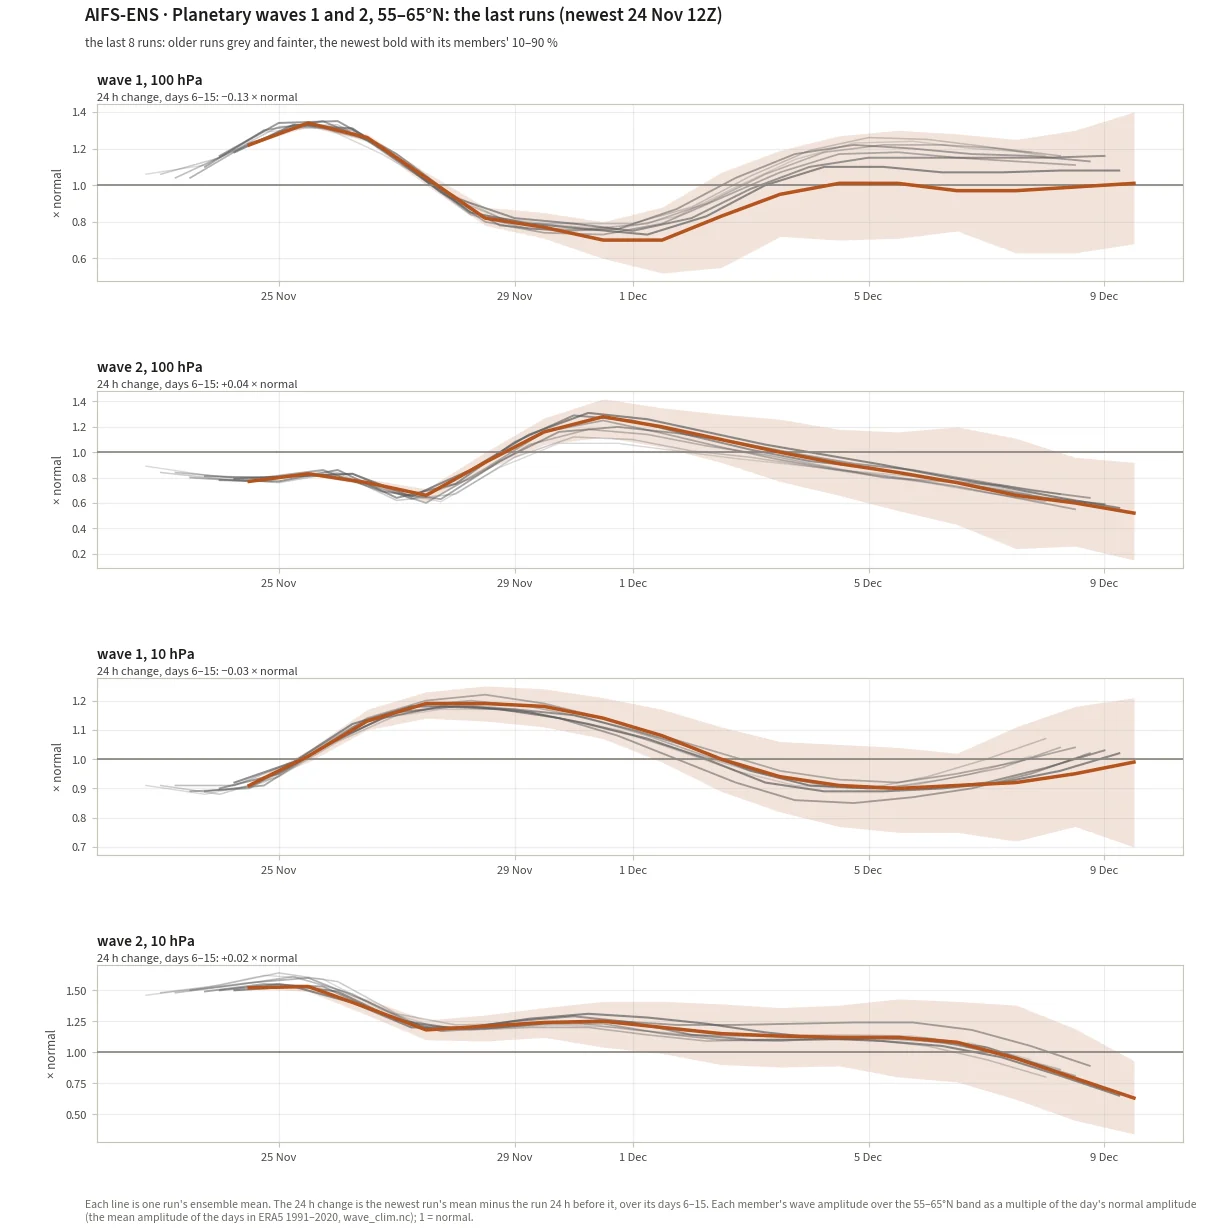 AIFS-ENS · Planetary waves 1 and 2, 55–65°N: the last runs (newest 24 Nov 12Z)
the last 8 runs: older runs grey and fainter, the newest bold with its members' 10–90 %
wave 1, 100 hPa
24 h change, days 6–15: −0.13 × normal
1.4
1.2
1.0
0.8
0.6
× normal
25 Nov
29 Nov
1 Dec
5 Dec
9 Dec
wave 2, 100 hPa
24 h change, days 6–15: +0.04 × normal
1.4
1.2
1.0
0.8
0.6
0.4
0.2
× normal
25 Nov
29 Nov
1 Dec
5 Dec
9 Dec
wave 1, 10 hPa
24 h change, days 6–15: −0.03 × normal
1.2
1.1
1.0
0.9
0.8
0.7
× normal
25 Nov
29 Nov
1 Dec
5 Dec
9 Dec
wave 2, 10 hPa
24 h change, days 6–15: +0.02 × normal
1.50
1.25
1.00
0.75
0.50
× normal
25 Nov
29 Nov
1 Dec
5 Dec
9 Dec
Each line is one run's ensemble mean. The 24 h change is the newest run's mean minus the run 24 h before it, over its days 6–15. Each member's wave amplitude over the 55–65°N band as a multiple of the day's normal amplitude
(the mean amplitude of the days in ERA5 1991–2020, wave_clim.nc); 1 = normal.